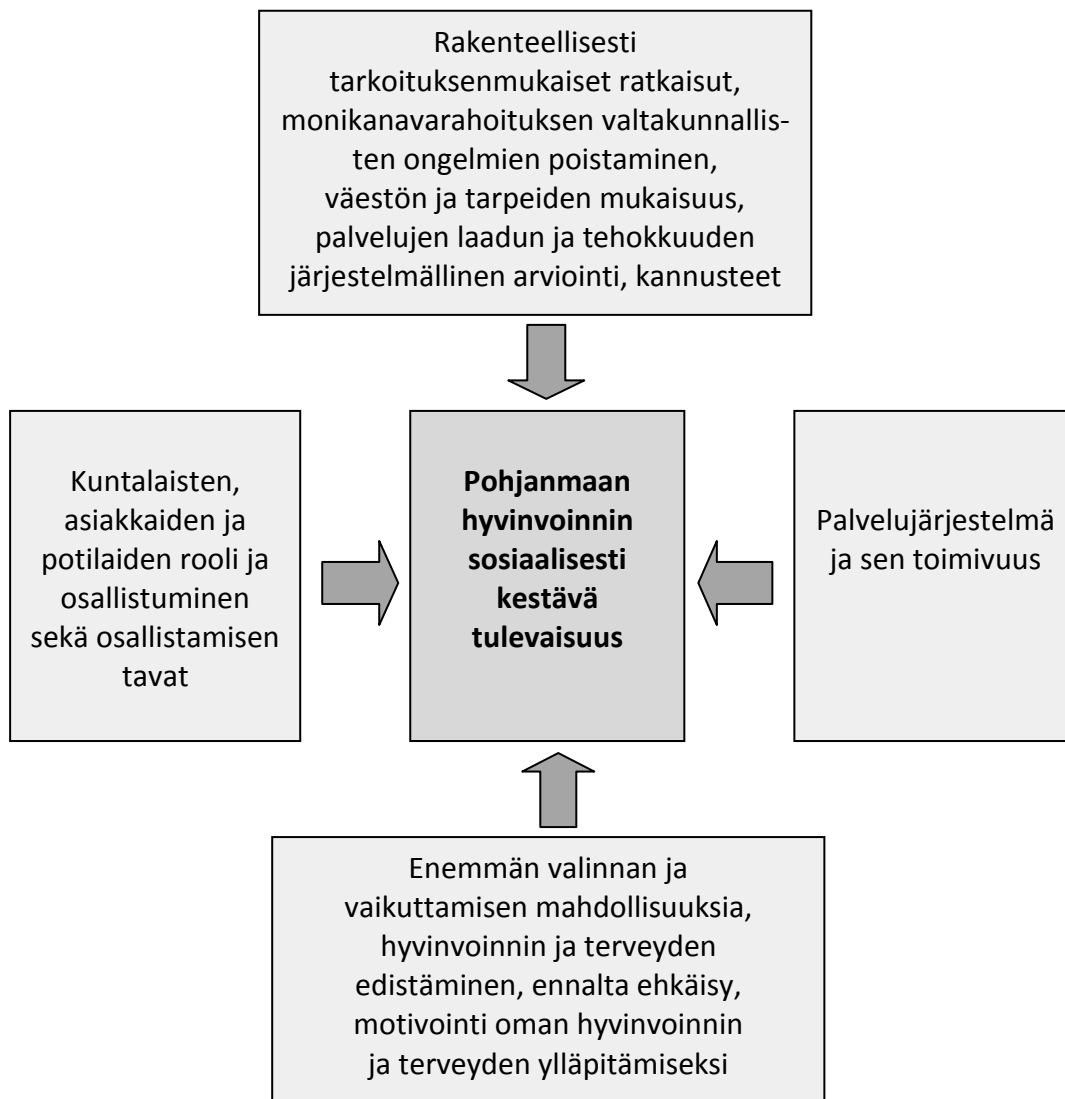 Rakenteellisesti
tarkoituksenmukaiset ratkaisut,
monikanavarahoituksen valtakunnallis-
ten ongelmien poistaminen,
väestön ja tarpeiden mukaisuus,
palvelujen laadun ja tehokkuuden
järjestelmällinen arviointi, kannusteet
Kuntalaisten,
asiakkaiden ja
potilaiden rooli ja
osallistuminen
sekä osallistamisen
tavat
Pohjanmaan
hyvinvoinnin
sosiaalisesti
kestävä
tulevaisuus
Palvelujärjestelmä
ja sen toimivuus
Enemmän valinnan ja
vaikuttamisen mahdollisuuksia,
hyvinvoinnin ja terveyden
edistäminen, ennalta ehkäisy,
motivointi oman hyvinvoinnin
ja terveyden ylläpitämiseksi